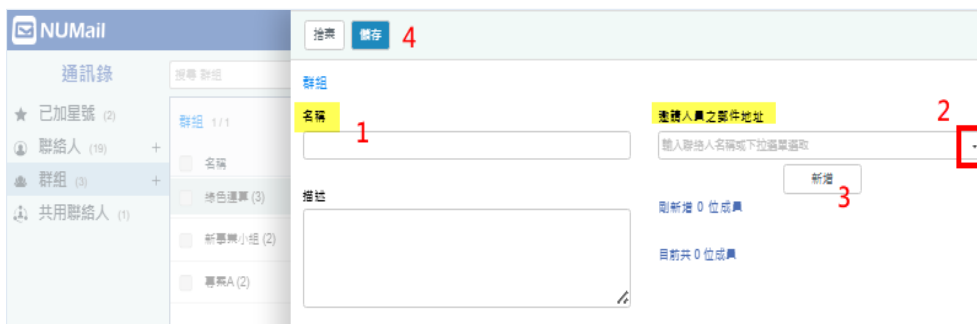 NUMail
通訊錄
已加星號 (2)
聯絡人 (19) +
群組 (3) +
共用聯絡人 (1)
搜尋 群組
群組 1/1
名稱
綠色運算 (3)
新事業小組 (2)
專案A (2)
捨棄 儲存 4
群組
名稱
1
描述
邀請人員之郵件地址
2
輸入聯絡人名稱或下拉選單選取
新增
3
剛新增 0 位成員
目前共 0 位成員